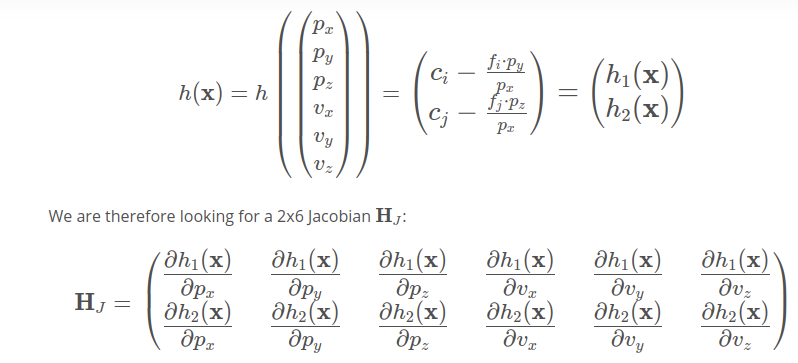 h(x) = h ((p_x p_y p_z v_x v_y v_z)) = (c_i − f_i·p_y / p_x, c_j − f_j·p_z / p_x) = (h_1(x) h_2(x))
We are therefore looking for a 2x6 Jacobian H_J:
H_J = (∂h_1(x)/∂p_x ∂h_1(x)/∂p_y ∂h_1(x)/∂p_z ∂h_1(x)/∂v_x ∂h_1(x)/∂v_y ∂h_1(x)/∂v_z
∂h_2(x)/∂p_x ∂h_2(x)/∂p_y ∂h_2(x)/∂p_z ∂h_2(x)/∂v_x ∂h_2(x)/∂v_y ∂h_2(x)/∂v_z)